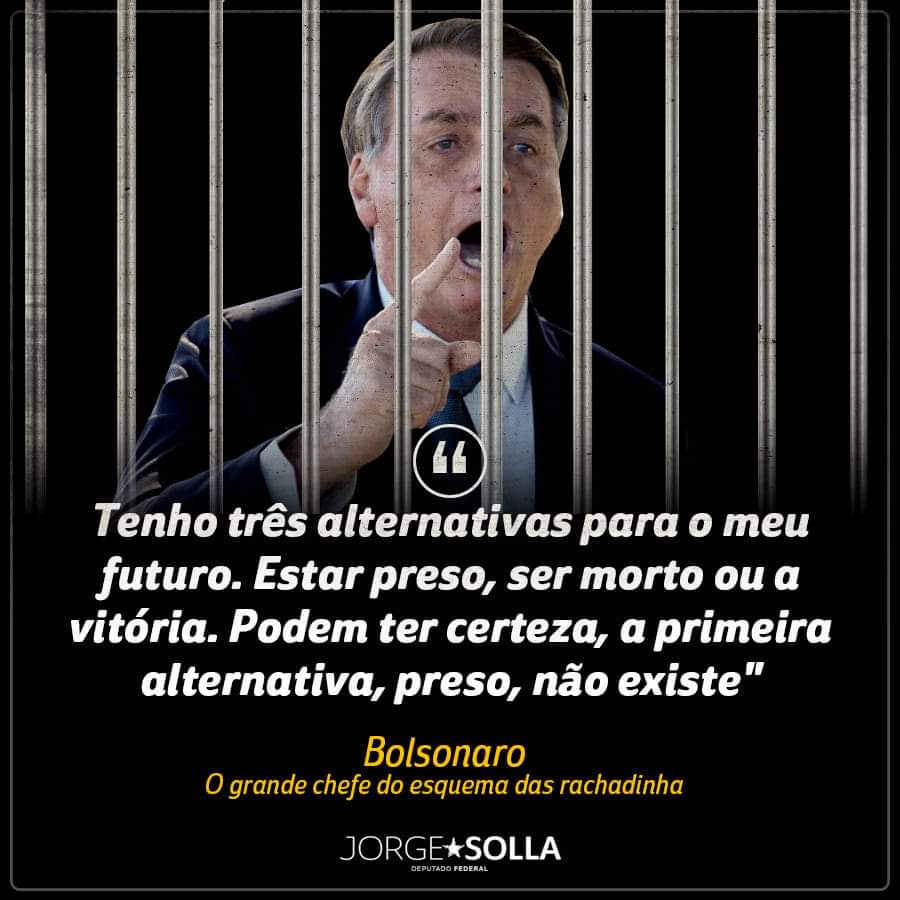 “
Tenho três alternativas para o meu
futuro. Estar preso, ser morto ou a
vitória. Podem ter certeza, a primeira
alternativa, preso, não existe"
Bolsonaro
O grande chefe do esquema das rachadinha
JORGE★SOLLA
DEPUTADO FEDERAL